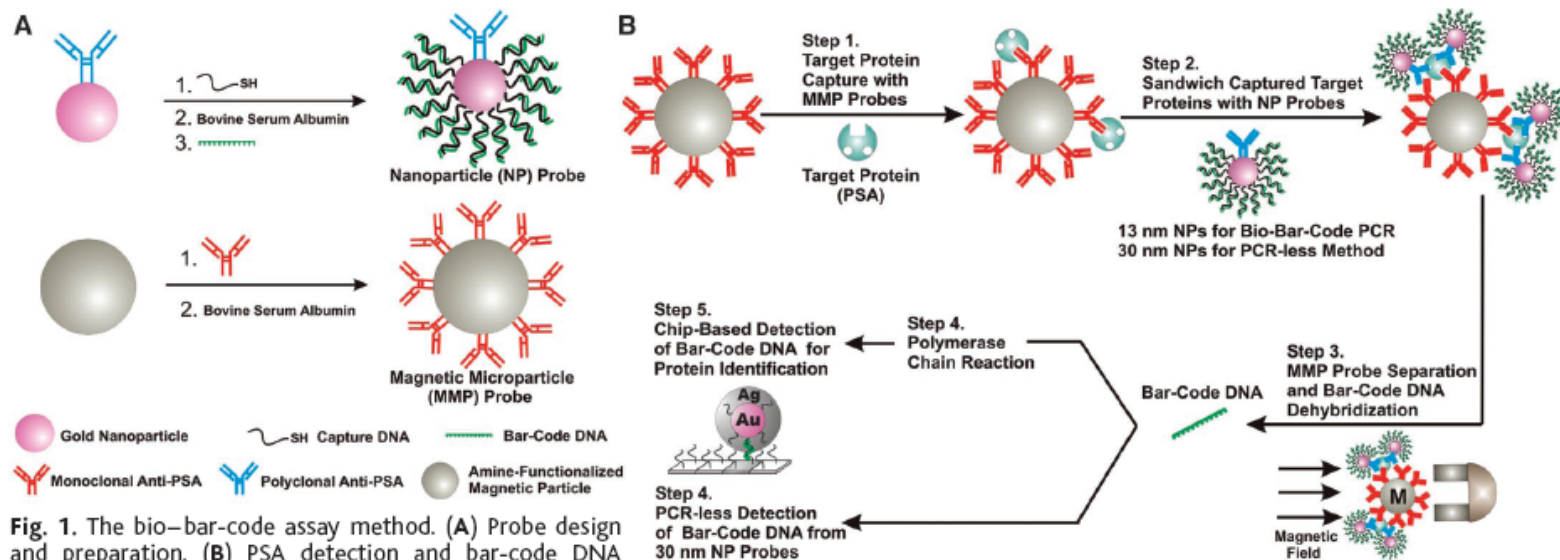 A
1. SH
2. Bovine Serum Albumin
3.
Nanoparticle (NP) Probe
1.
2. Bovine Serum Albumin
Magnetic Microparticle
(MMP) Probe
Gold Nanoparticle
SH Capture DNA
Bar-Code DNA
Monoclonal Anti-PSA
Polyclonal Anti-PSA
Amine-Functionalized
Magnetic Particle
Fig. 1. The bio–bar-code assay method. (A) Probe design
and preparation. (B) PSA detection and bar-code DNA
B
Step 1.
Target Protein
Capture with
MMP Probes
Target Protein
(PSA)
Step 2.
Sandwich Captured Target
Proteins with NP Probes
13 nm NPs for Bio-Bar-Code PCR
30 nm NPs for PCR-less Method
Step 3.
MMP Probe Separation
and Bar-Code DNA
Dehybridization
M
Magnetic
Field
Bar-Code DNA
Step 4.
Polymerase
Chain Reaction
Step 5.
Chip-Based Detection
of Bar-Code DNA for
Protein Identification
Ag
Au
Step 4.
PCR-less Detection
of Bar-Code DNA from
30 nm NP Probes